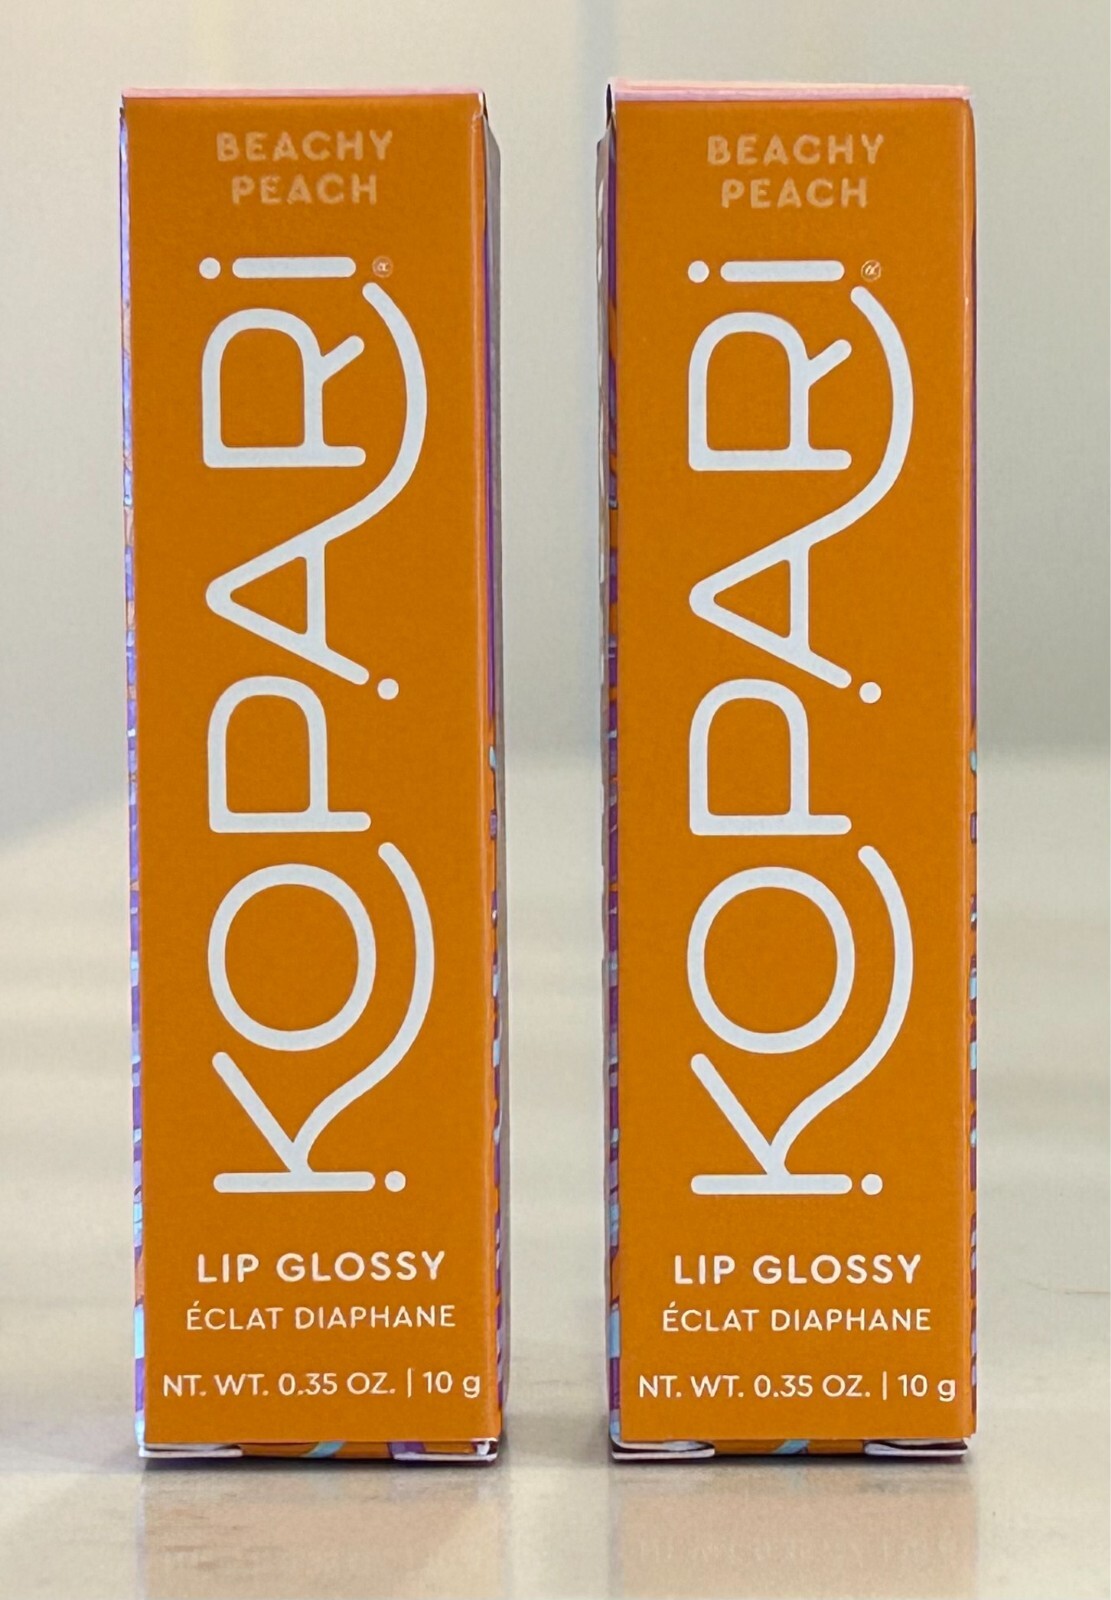 BEACHY
PEACH
KOPARI®
LIP GLOSSY
ÉCLAT DIAPHANE
NT. WT. 0.35 OZ. | 10 g
BEACHY
PEACH
KOPARI®
LIP GLOSSY
ÉCLAT DIAPHANE
NT. WT. 0.35 OZ. | 10 g